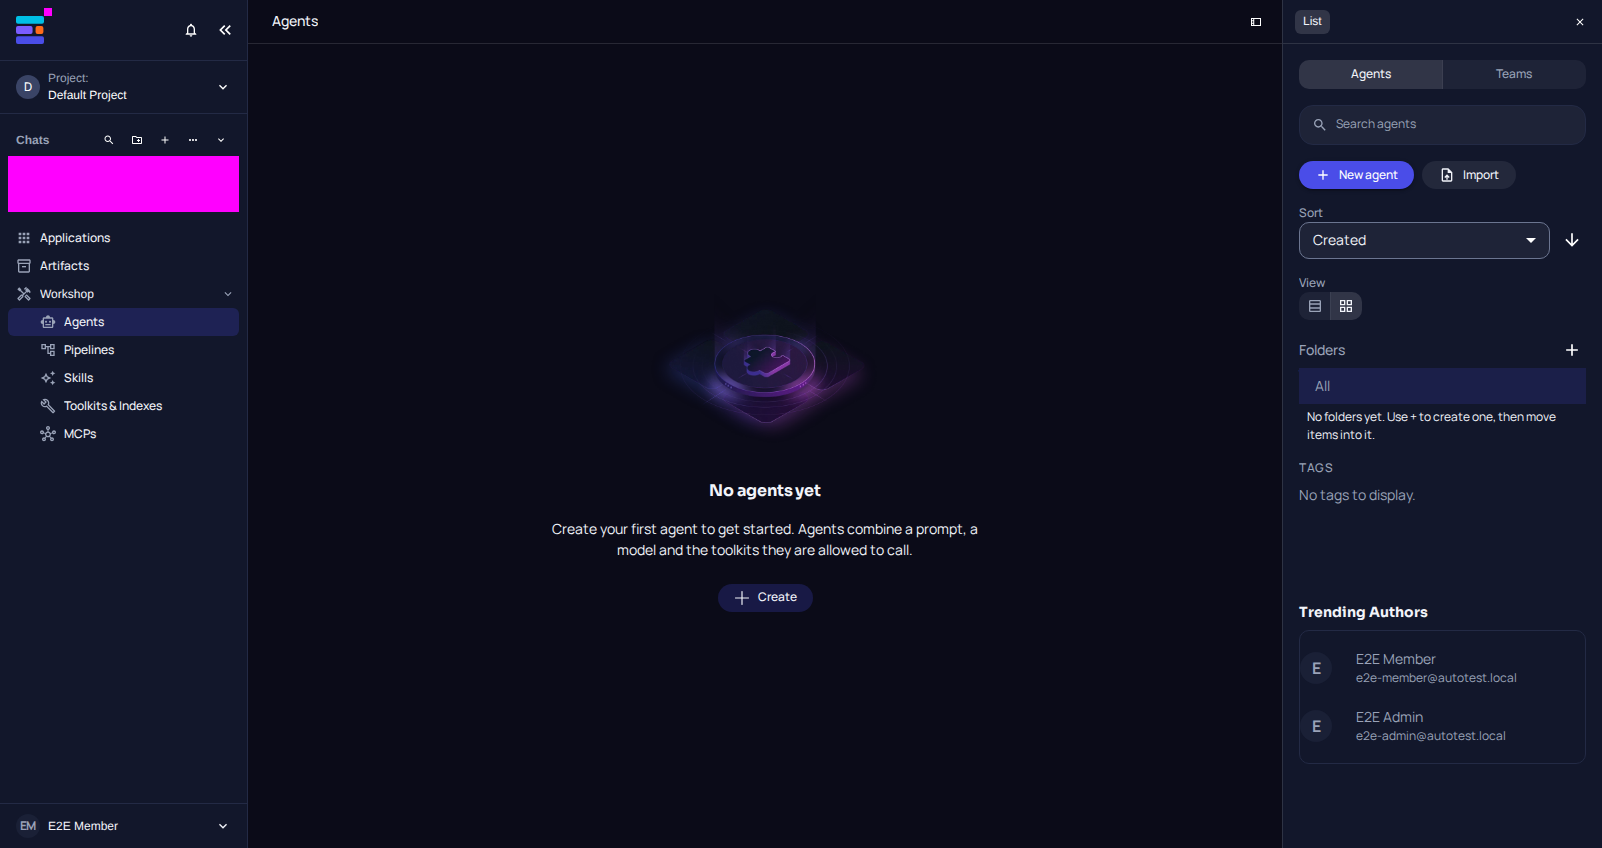 Project:
D
Default Project
Chats
Applications
Artifacts
Workshop
Agents
Pipelines
Skills
Toolkits & Indexes
MCPs
EM
E2E Member
Agents
No agents yet
Create your first agent to get started. Agents combine a prompt, a
model and the toolkits they are allowed to call.
Create
List
Agents
Teams
Search agents
New agent
Import
Sort
Created
View
Folders
All
No folders yet. Use + to create one, then move
items into it.
TAGS
No tags to display.
Trending Authors
E
E2E Member
e2e-member@autotest.local
E
E2E Admin
e2e-admin@autotest.local